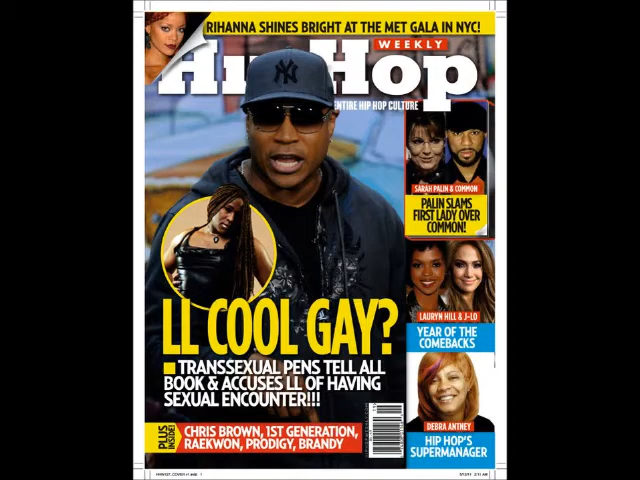 RIHANNA SHINES BRIGHT AT THE MET GALA IN NYC!
WEEKLY
Hip Hop
ENTIRE HIP HOP CULTURE
NY
SARAH PALIN & COMMON
PALIN SLAMS
FIRST LADY OVER
COMMON!
LAURYN HILL & J-LO
YEAR OF THE
COMEBACKS
LL COOL GAY?
TRANSSEXUAL PENS TELL ALL
BOOK & ACCUSES LL OF HAVING
SEXUAL ENCOUNTER!!!
DEBRA ANTNEY
HIP HOP'S
SUPERMANAGER
PLUS
INSIDE!
CHRIS BROWN, 1ST GENERATION,
RAEKWON, PRODIGY, BRANDY